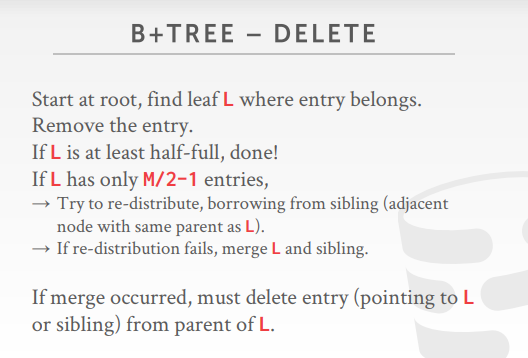 B+TREE – DELETE
Start at root, find leaf L where entry belongs.
Remove the entry.
If L is at least half-full, done!
If L has only M/2-1 entries,
→ Try to re-distribute, borrowing from sibling (adjacent
node with same parent as L).
→ If re-distribution fails, merge L and sibling.
If merge occurred, must delete entry (pointing to L
or sibling) from parent of L.